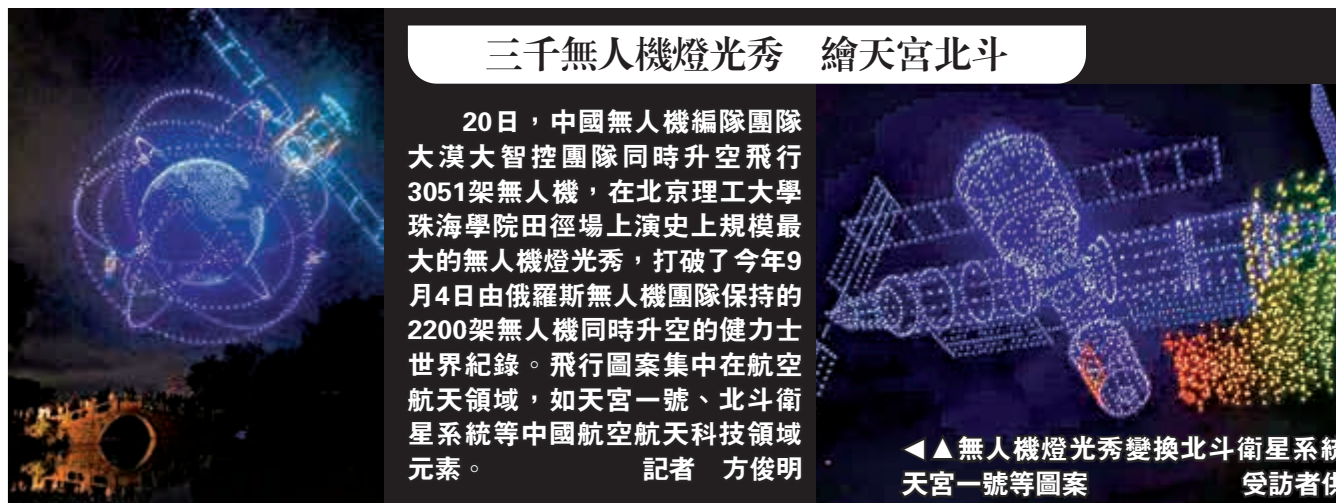 三千無人機燈光秀　繪天宮北斗
20日，中國無人機編隊團隊
大漠大智控團隊同時升空飛行
3051架無人機，在北京理工大學
珠海學院田徑場上演史上規模最
大的無人機燈光秀，打破了今年9
月4日由俄羅斯無人機團隊保持的
2200架無人機同時升空的健力士
世界紀錄。飛行圖案集中在航空
航天領域，如天宮一號、北斗衛
星系統等中國航空航天科技領域
元素。　記者　方俊明
◀▲無人機燈光秀變換北斗衛星系統
天宮一號等圖案　受訪者供